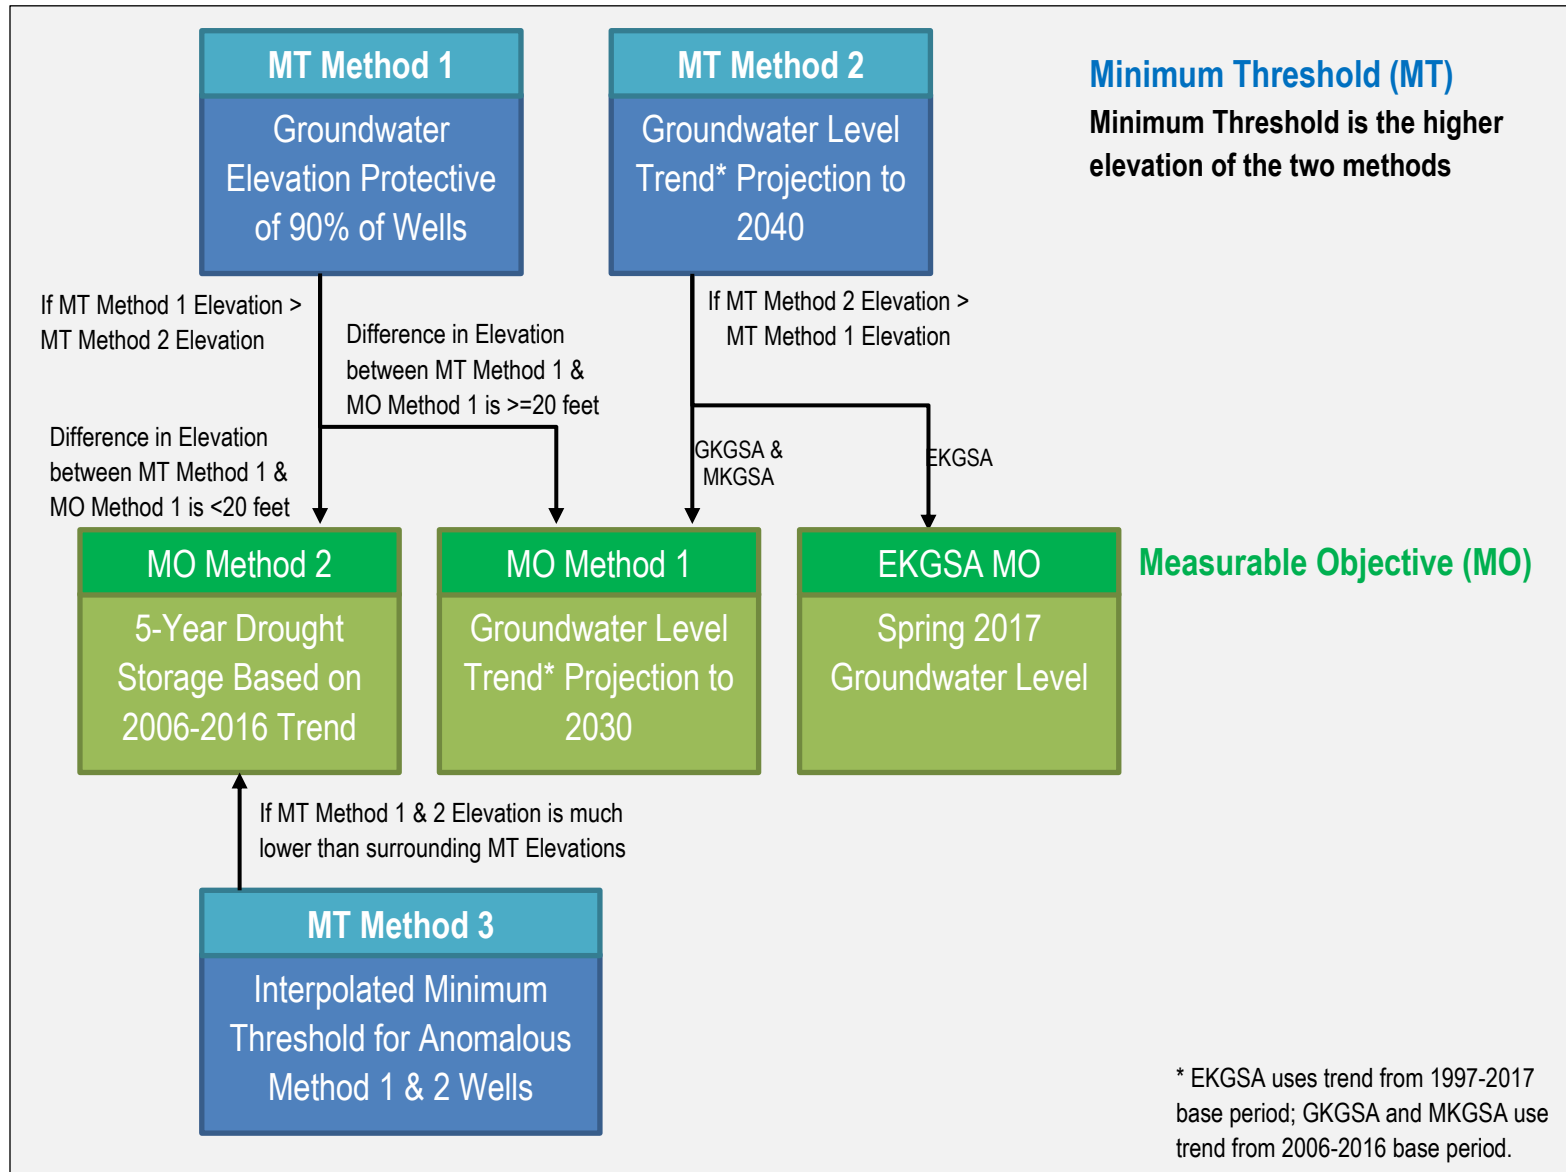 MT Method 1
Groundwater
Elevation Protective
of 90% of Wells
MT Method 2
Groundwater Level
Trend* Projection to
2040
Minimum Threshold (MT)
Minimum Threshold is the higher
elevation of the two methods
If MT Method 1 Elevation >
MT Method 2 Elevation
Difference in Elevation
between MT Method 1 &
MO Method 1 is >=20 feet
If MT Method 2 Elevation >
MT Method 1 Elevation
Difference in Elevation
between MT Method 1 &
MO Method 1 is <20 feet
GKGSA &
MKGSA
EKGSA
MO Method 2
5-Year Drought
Storage Based on
2006-2016 Trend
MO Method 1
Groundwater Level
Trend* Projection to
2030
EKGSA MO
Spring 2017
Groundwater Level
Measurable Objective (MO)
If MT Method 1 & 2 Elevation is much
lower than surrounding MT Elevations
MT Method 3
Interpolated Minimum
Threshold for Anomalous
Method 1 & 2 Wells
* EKGSA uses trend from 1997-2017
base period; GKGSA and MKGSA use
trend from 2006-2016 base period.